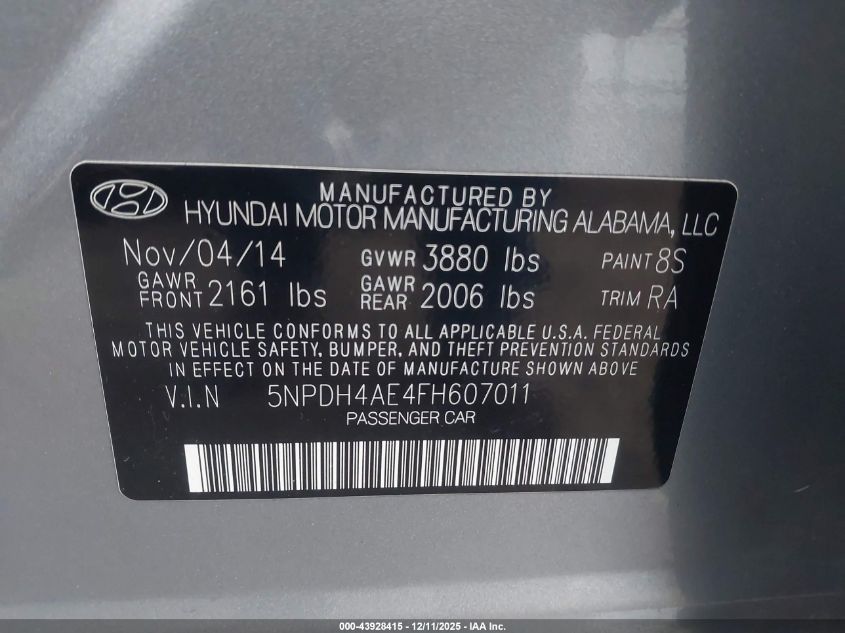 MANUFACTURED BY
HYUNDAI MOTOR MANUFACTURING ALABAMA, LLC
Nov/04/14 GVWR 3880 lbs PAINT 8S
GAWR FRONT 2161 lbs GAWR REAR 2006 lbs TRIM RA
THIS VEHICLE CONFORMS TO ALL APPLICABLE U.S.A. FEDERAL
MOTOR VEHICLE SAFETY, BUMPER, AND THEFT PREVENTION STANDARDS
IN EFFECT ON THE DATE OF MANUFACTURE SHOWN ABOVE
V.I.N 5NPDH4AE4FH607011
PASSENGER CAR
000-43928415 - 12/11/2025 - IAA Inc.